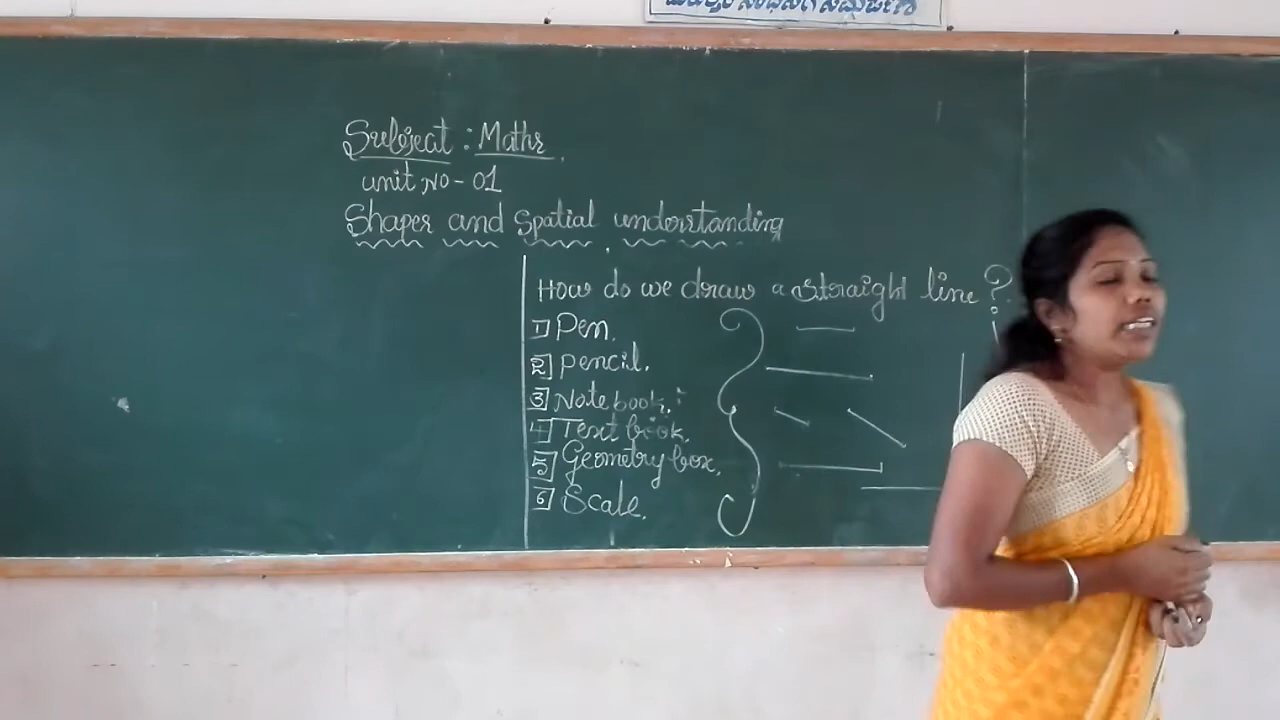 Subject : Maths
unit No - 01
Shapes and Spatial understanding
How do we draw a straight line ?
1 Pen.
2 pencil.
3 Note book.
4 Text book.
5 Geometry box.
6 Scale.